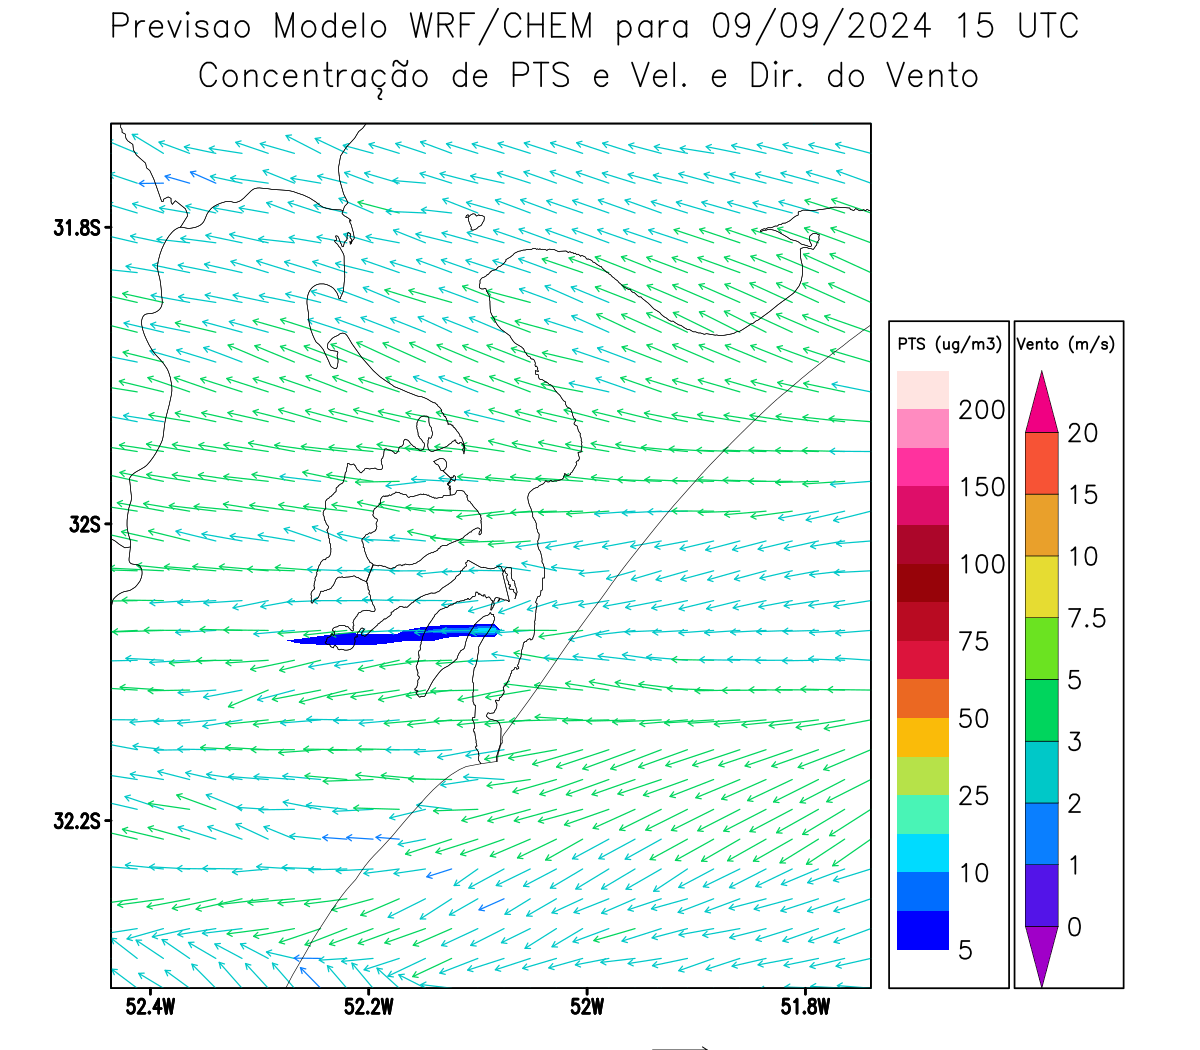 Previsao Modelo WRF/CHEM para 09/09/2024 15 UTC
Concentração de PTS e Vel. e Dir. do Vento
31.8S
32S
32.2S
52.4W 52.2W 52W 51.8W
PTS (ug/m3)
200
150
100
75
50
25
10
5
Vento (m/s)
20
15
10
7.5
5
3
2
1
0